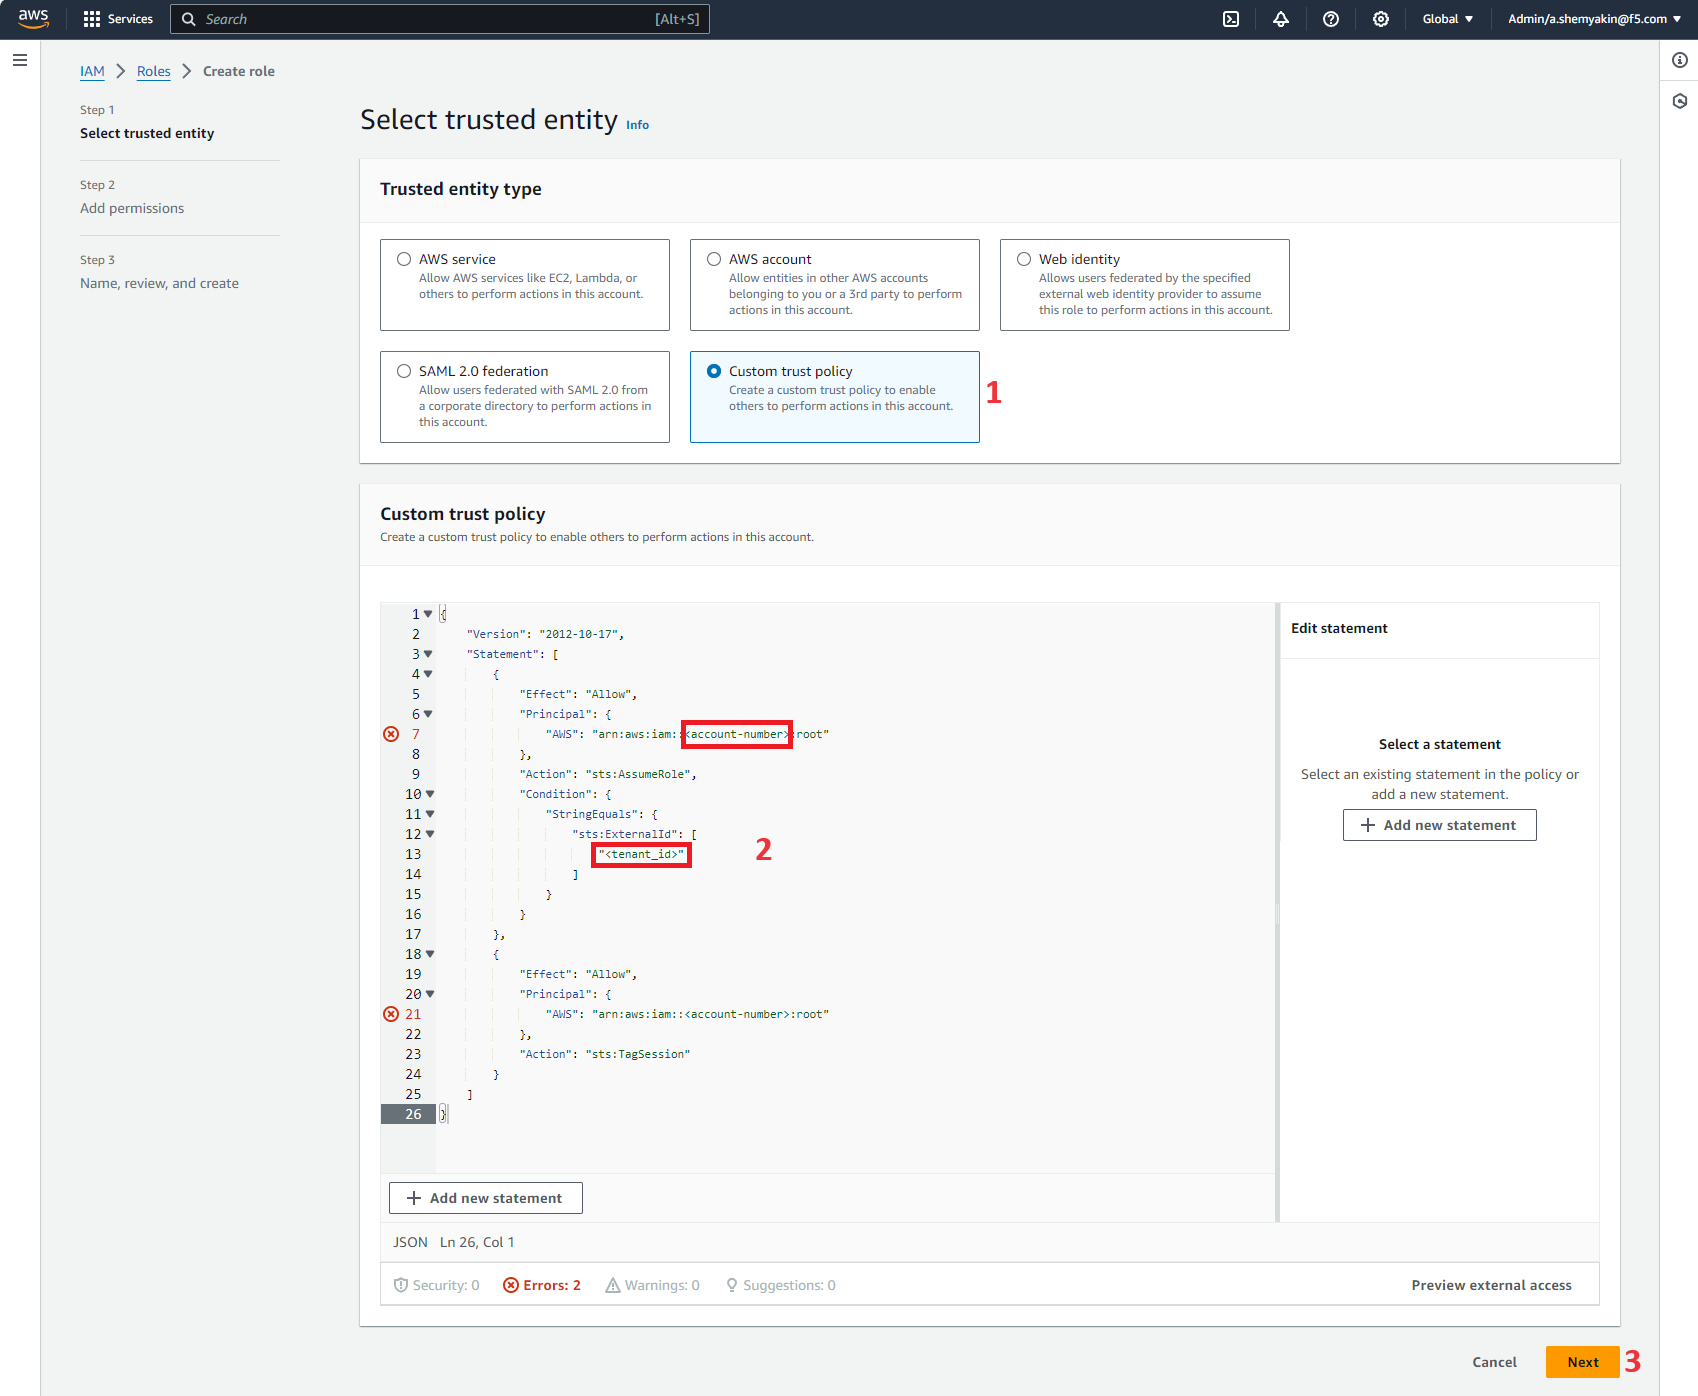 aws
Services
Search [Alt+S]
Global
Admin/a.shemyakin@f5.com
IAM > Roles > Create role
Step 1
Select trusted entity
Step 2
Add permissions
Step 3
Name, review, and create
Select trusted entity Info
Trusted entity type
AWS service
Allow AWS services like EC2, Lambda, or
others to perform actions in this account.
AWS account
Allow entities in other AWS accounts
belonging to you or a 3rd party to perform
actions in this account.
Web identity
Allows users federated by the specified
external web identity provider to assume
this role to perform actions in this account.
SAML 2.0 federation
Allow users federated with SAML 2.0 from
a corporate directory to perform actions in
this account.
Custom trust policy
Create a custom trust policy to enable
others to perform actions in this account.
1
Custom trust policy
Create a custom trust policy to enable others to perform actions in this account.
1 {
2 "Version": "2012-10-17",
3 "Statement": [
4 {
5 "Effect": "Allow",
6 "Principal": {
7 "AWS": "arn:aws:iam::<account-number>:root"
8 },
9 "Action": "sts:AssumeRole",
10 "Condition": {
11 "StringEquals": {
12 "sts:ExternalId": [
13 "<tenant_id>"
14 ]
15 }
16 }
17 },
18 {
19 "Effect": "Allow",
20 "Principal": {
21 "AWS": "arn:aws:iam::<account-number>:root"
22 },
23 "Action": "sts:TagSession"
24 }
25 ]
26 }
2
Edit statement
Select a statement
Select an existing statement in the policy or
add a new statement.
+ Add new statement
+ Add new statement
JSON Ln 26, Col 1
Security: 0 Errors: 2 Warnings: 0 Suggestions: 0
Preview external access
Cancel
Next
3